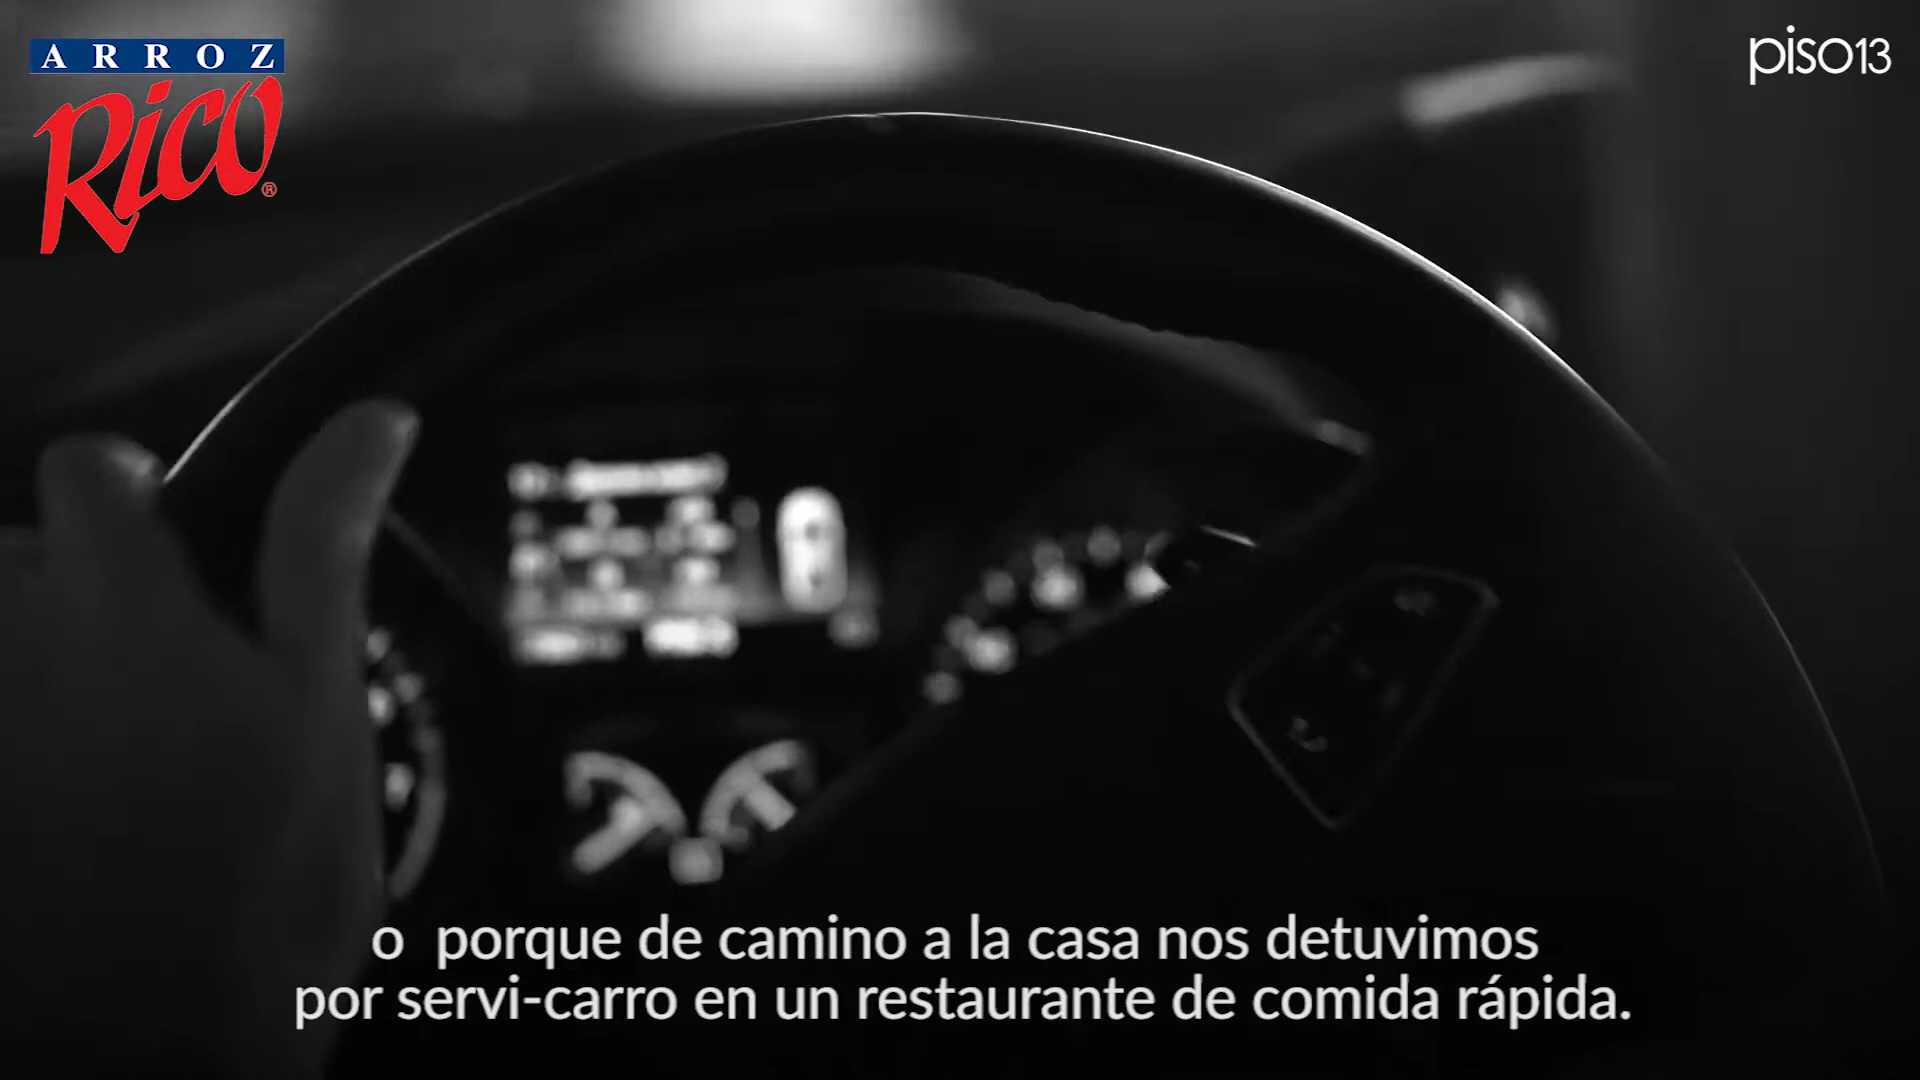 ARROZ
Rico®
piso13
o porque de camino a la casa nos detuvimos
por servi-carro en un restaurante de comida rápida.